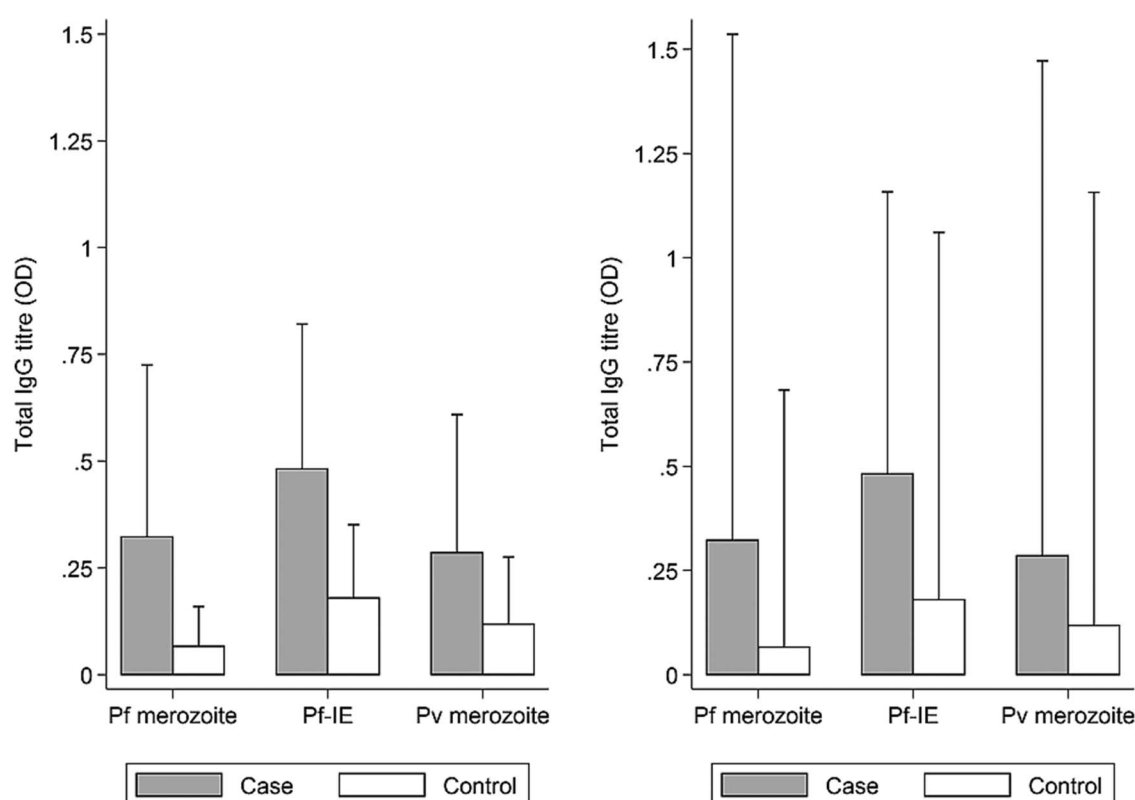 Total IgG titre (OD)
1.5
1.25
1
.75
.5
.25
0
Pf merozoite Pf-IE Pv merozoite
Case Control
Total IgG titre (OD)
1.5
1.25
1
.75
.5
.25
0
Pf merozoite Pf-IE Pv merozoite
Case Control